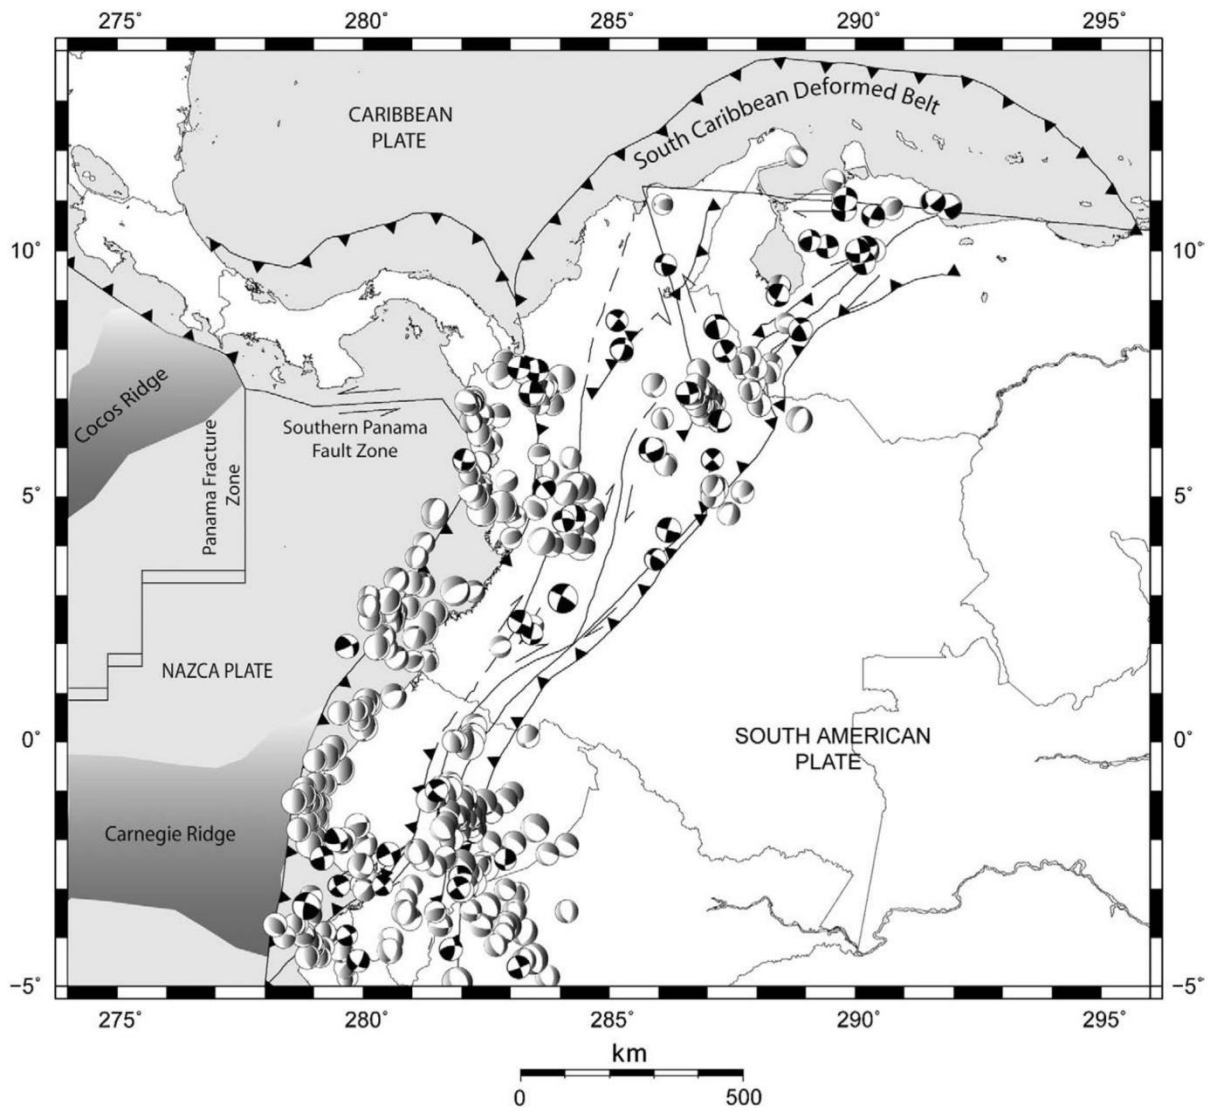 275° 280° 285° 290° 295°
CARIBBEAN
PLATE
South Caribbean Deformed Belt
10° 10°
Cocos Ridge
Southern Panama
Fault Zone
Panama Fracture
Zone
5° 5°
NAZCA PLATE
0° 0°
SOUTH AMERICAN
PLATE
Carnegie Ridge
−5° −5°
275° 280° 285° 290° 295°
km
0 500